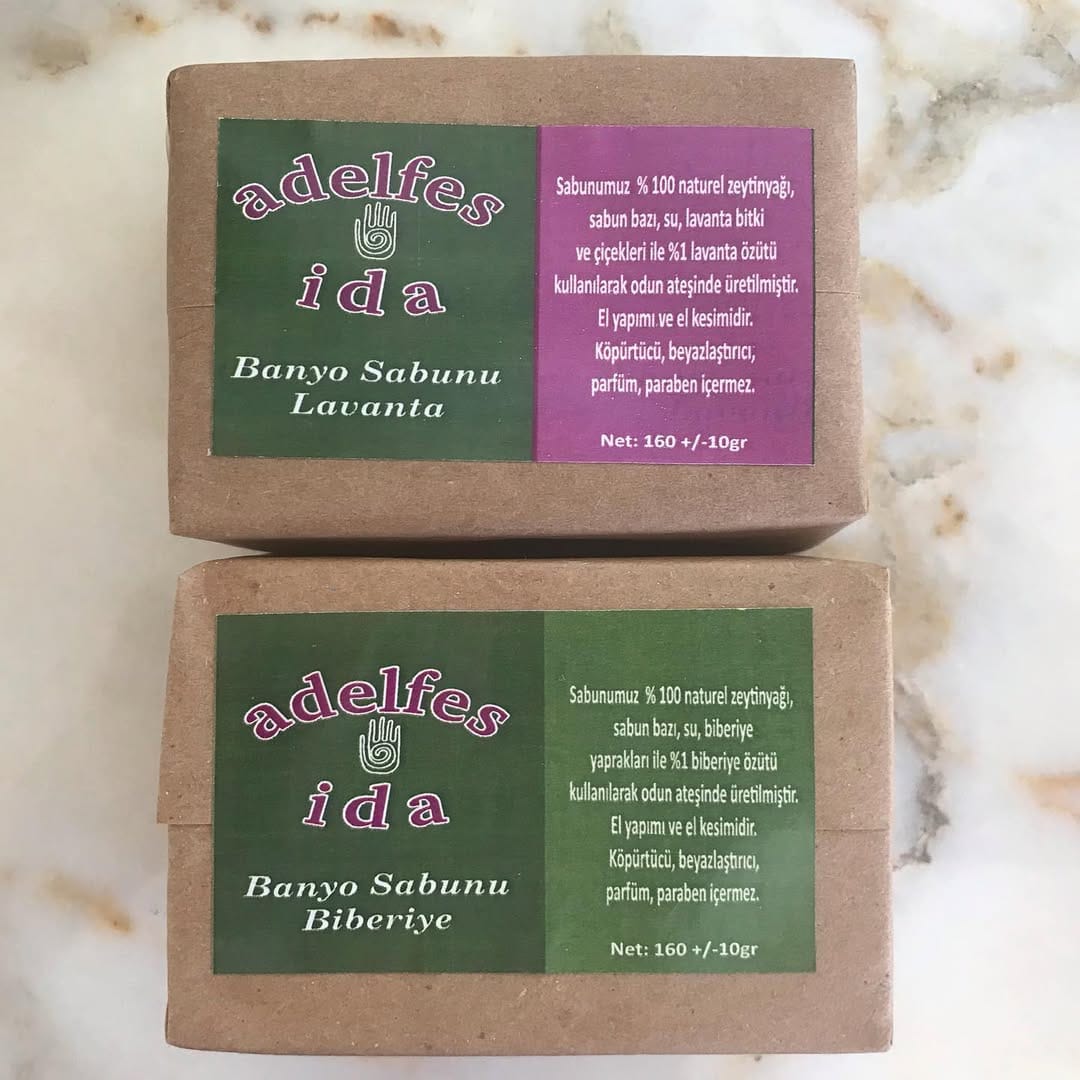 adelfes
ida
Banyo Sabunu
Lavanta
Sabunumuz % 100 naturel zeytinyağı,
sabun bazı, su, lavanta bitki
ve çiçekleri ile %1 lavanta özütü
kullanılarak odun ateşinde üretilmiştir.
El yapımı ve el kesimidir.
Köpürtücü, beyazlaştırıcı,
parfüm, paraben içermez.
Net: 160 +/-10gr
adelfes
ida
Banyo Sabunu
Biberiye
Sabunumuz % 100 naturel zeytinyağı,
sabun bazı, su, biberiye
yaprakları ile %1 biberiye özütü
kullanılarak odun ateşinde üretilmiştir.
El yapımı ve el kesimidir.
Köpürtücü, beyazlaştırıcı,
parfüm, paraben içermez.
Net: 160 +/-10gr